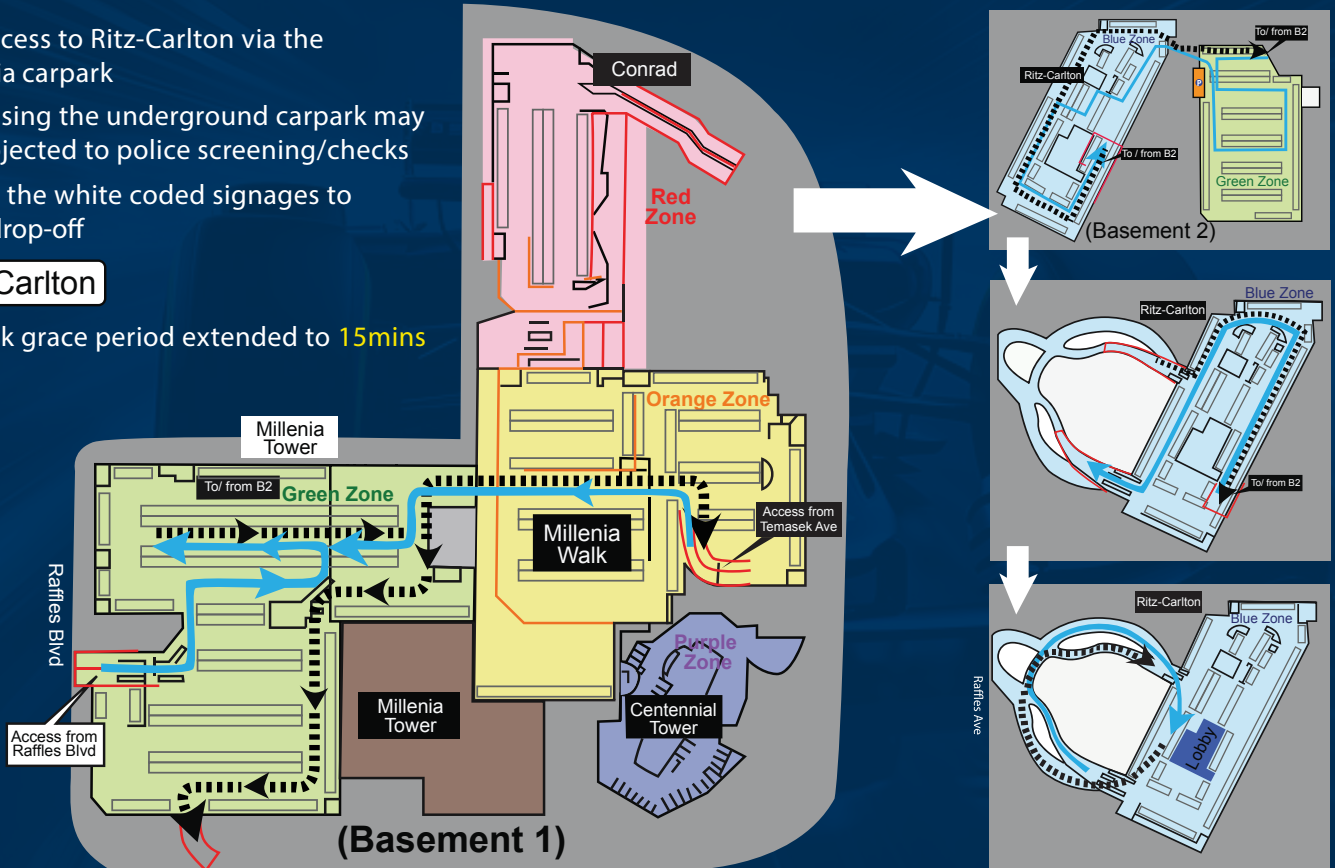 cess to Ritz-Carlton via the
ia carpark
sing the underground carpark may
jected to police screening/checks
the white coded signages to
drop-off
Carlton
k grace period extended to 15mins
Conrad
Red
Zone
Orange Zone
Millenia
Tower
To/ from B2
Green Zone
Millenia
Walk
Access from
Temasek Ave
Raffles Blvd
Access from
Raffles Blvd
Millenia
Tower
Purple
Zone
Centennial
Tower
(Basement 1)
Blue Zone
To/ from B2
Ritz-Carlton
P
To / from B2
Green Zone
(Basement 2)
Blue Zone
Ritz-Carlton
To/ from B2
Ritz-Carlton
Blue Zone
Raffles Ave
Lobby